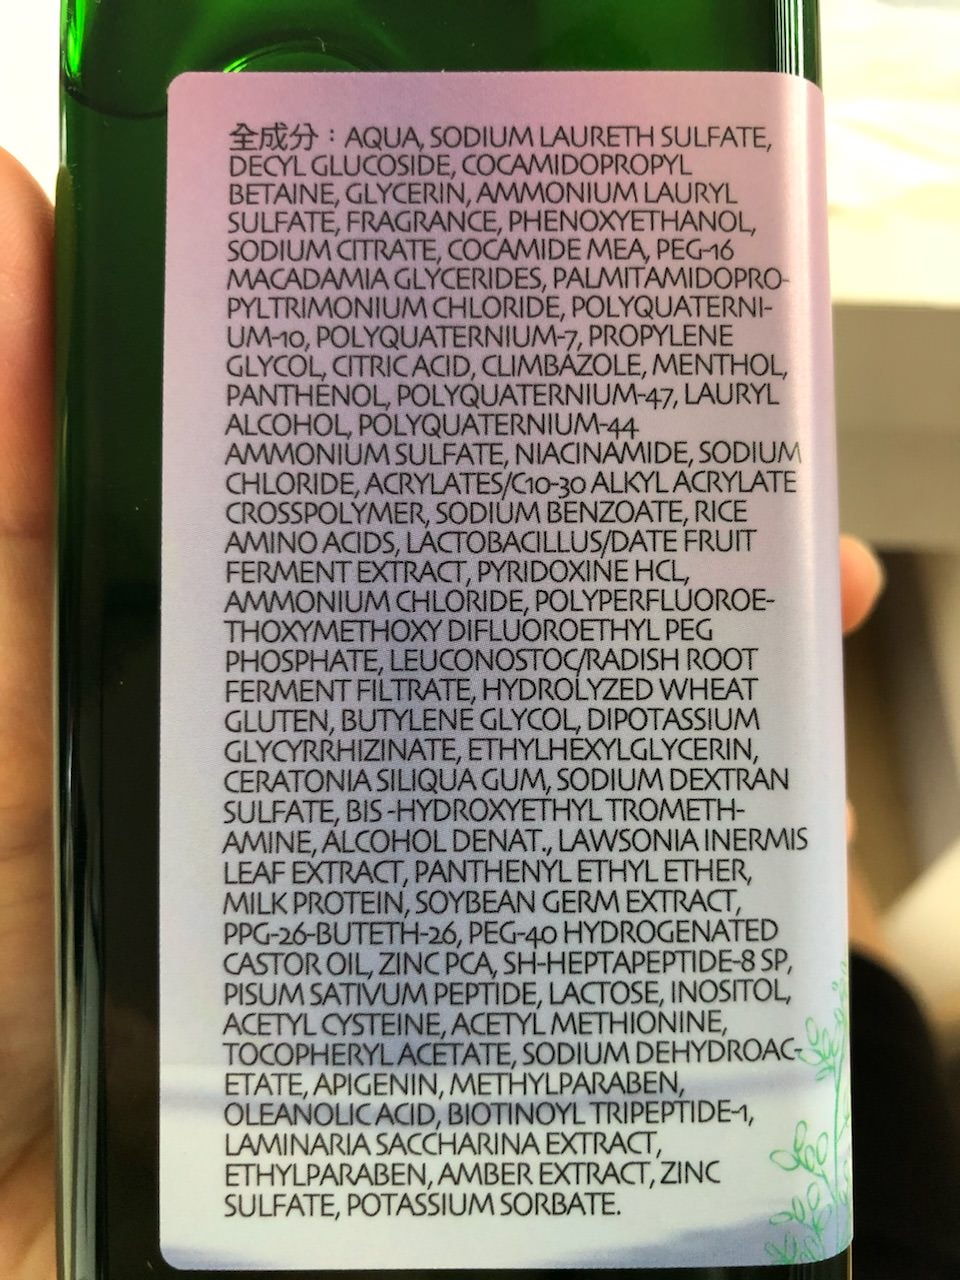 全成分：AQUA, SODIUM LAURETH SULFATE,
DECYL GLUCOSIDE, COCAMIDOPROPYL
BETAINE, GLYCERIN, AMMONIUM LAURYL
SULFATE, FRAGRANCE, PHENOXYETHANOL,
SODIUM CITRATE, COCAMIDE MEA, PEG-16
MACADAMIA GLYCERIDES, PALMITAMIDOPRO-
PYLTRIMONIUM CHLORIDE, POLYQUATERNI-
UM-10, POLYQUATERNIUM-7, PROPYLENE
GLYCOL, CITRIC ACID, CLIMBAZOLE, MENTHOL,
PANTHENOL, POLYQUATERNIUM-47, LAURYL
ALCOHOL, POLYQUATERNIUM-44
AMMONIUM SULFATE, NIACINAMIDE, SODIUM
CHLORIDE, ACRYLATES/C10-30 ALKYL ACRYLATE
CROSSPOLYMER, SODIUM BENZOATE, RICE
AMINO ACIDS, LACTOBACILLUS/DATE FRUIT
FERMENT EXTRACT, PYRIDOXINE HCL,
AMMONIUM CHLORIDE, POLYPERFLUOROE-
THOXYMETHOXY DIFLUOROETHYL PEG
PHOSPHATE, LEUCONOSTOC/RADISH ROOT
FERMENT FILTRATE, HYDROLYZED WHEAT
GLUTEN, BUTYLENE GLYCOL, DIPOTASSIUM
GLYCYRRHIZINATE, ETHYLHEXYLGLYCERIN,
CERATONIA SILIQUA GUM, SODIUM DEXTRAN
SULFATE, BIS -HYDROXYETHYL TROMETH-
AMINE, ALCOHOL DENAT., LAWSONIA INERMIS
LEAF EXTRACT, PANTHENYL ETHYL ETHER,
MILK PROTEIN, SOYBEAN GERM EXTRACT,
PPG-26-BUTETH-26, PEG-40 HYDROGENATED
CASTOR OIL, ZINC PCA, SH-HEPTAPEPTIDE-8 SP,
PISUM SATIVUM PEPTIDE, LACTOSE, INOSITOL,
ACETYL CYSTEINE, ACETYL METHIONINE,
TOCOPHERYL ACETATE, SODIUM DEHYDROAC-
ETATE, APIGENIN, METHYLPARABEN,
OLEANOLIC ACID, BIOTINOYL TRIPEPTIDE-1,
LAMINARIA SACCHARINA EXTRACT,
ETHYLPARABEN, AMBER EXTRACT, ZINC
SULFATE, POTASSIUM SORBATE.